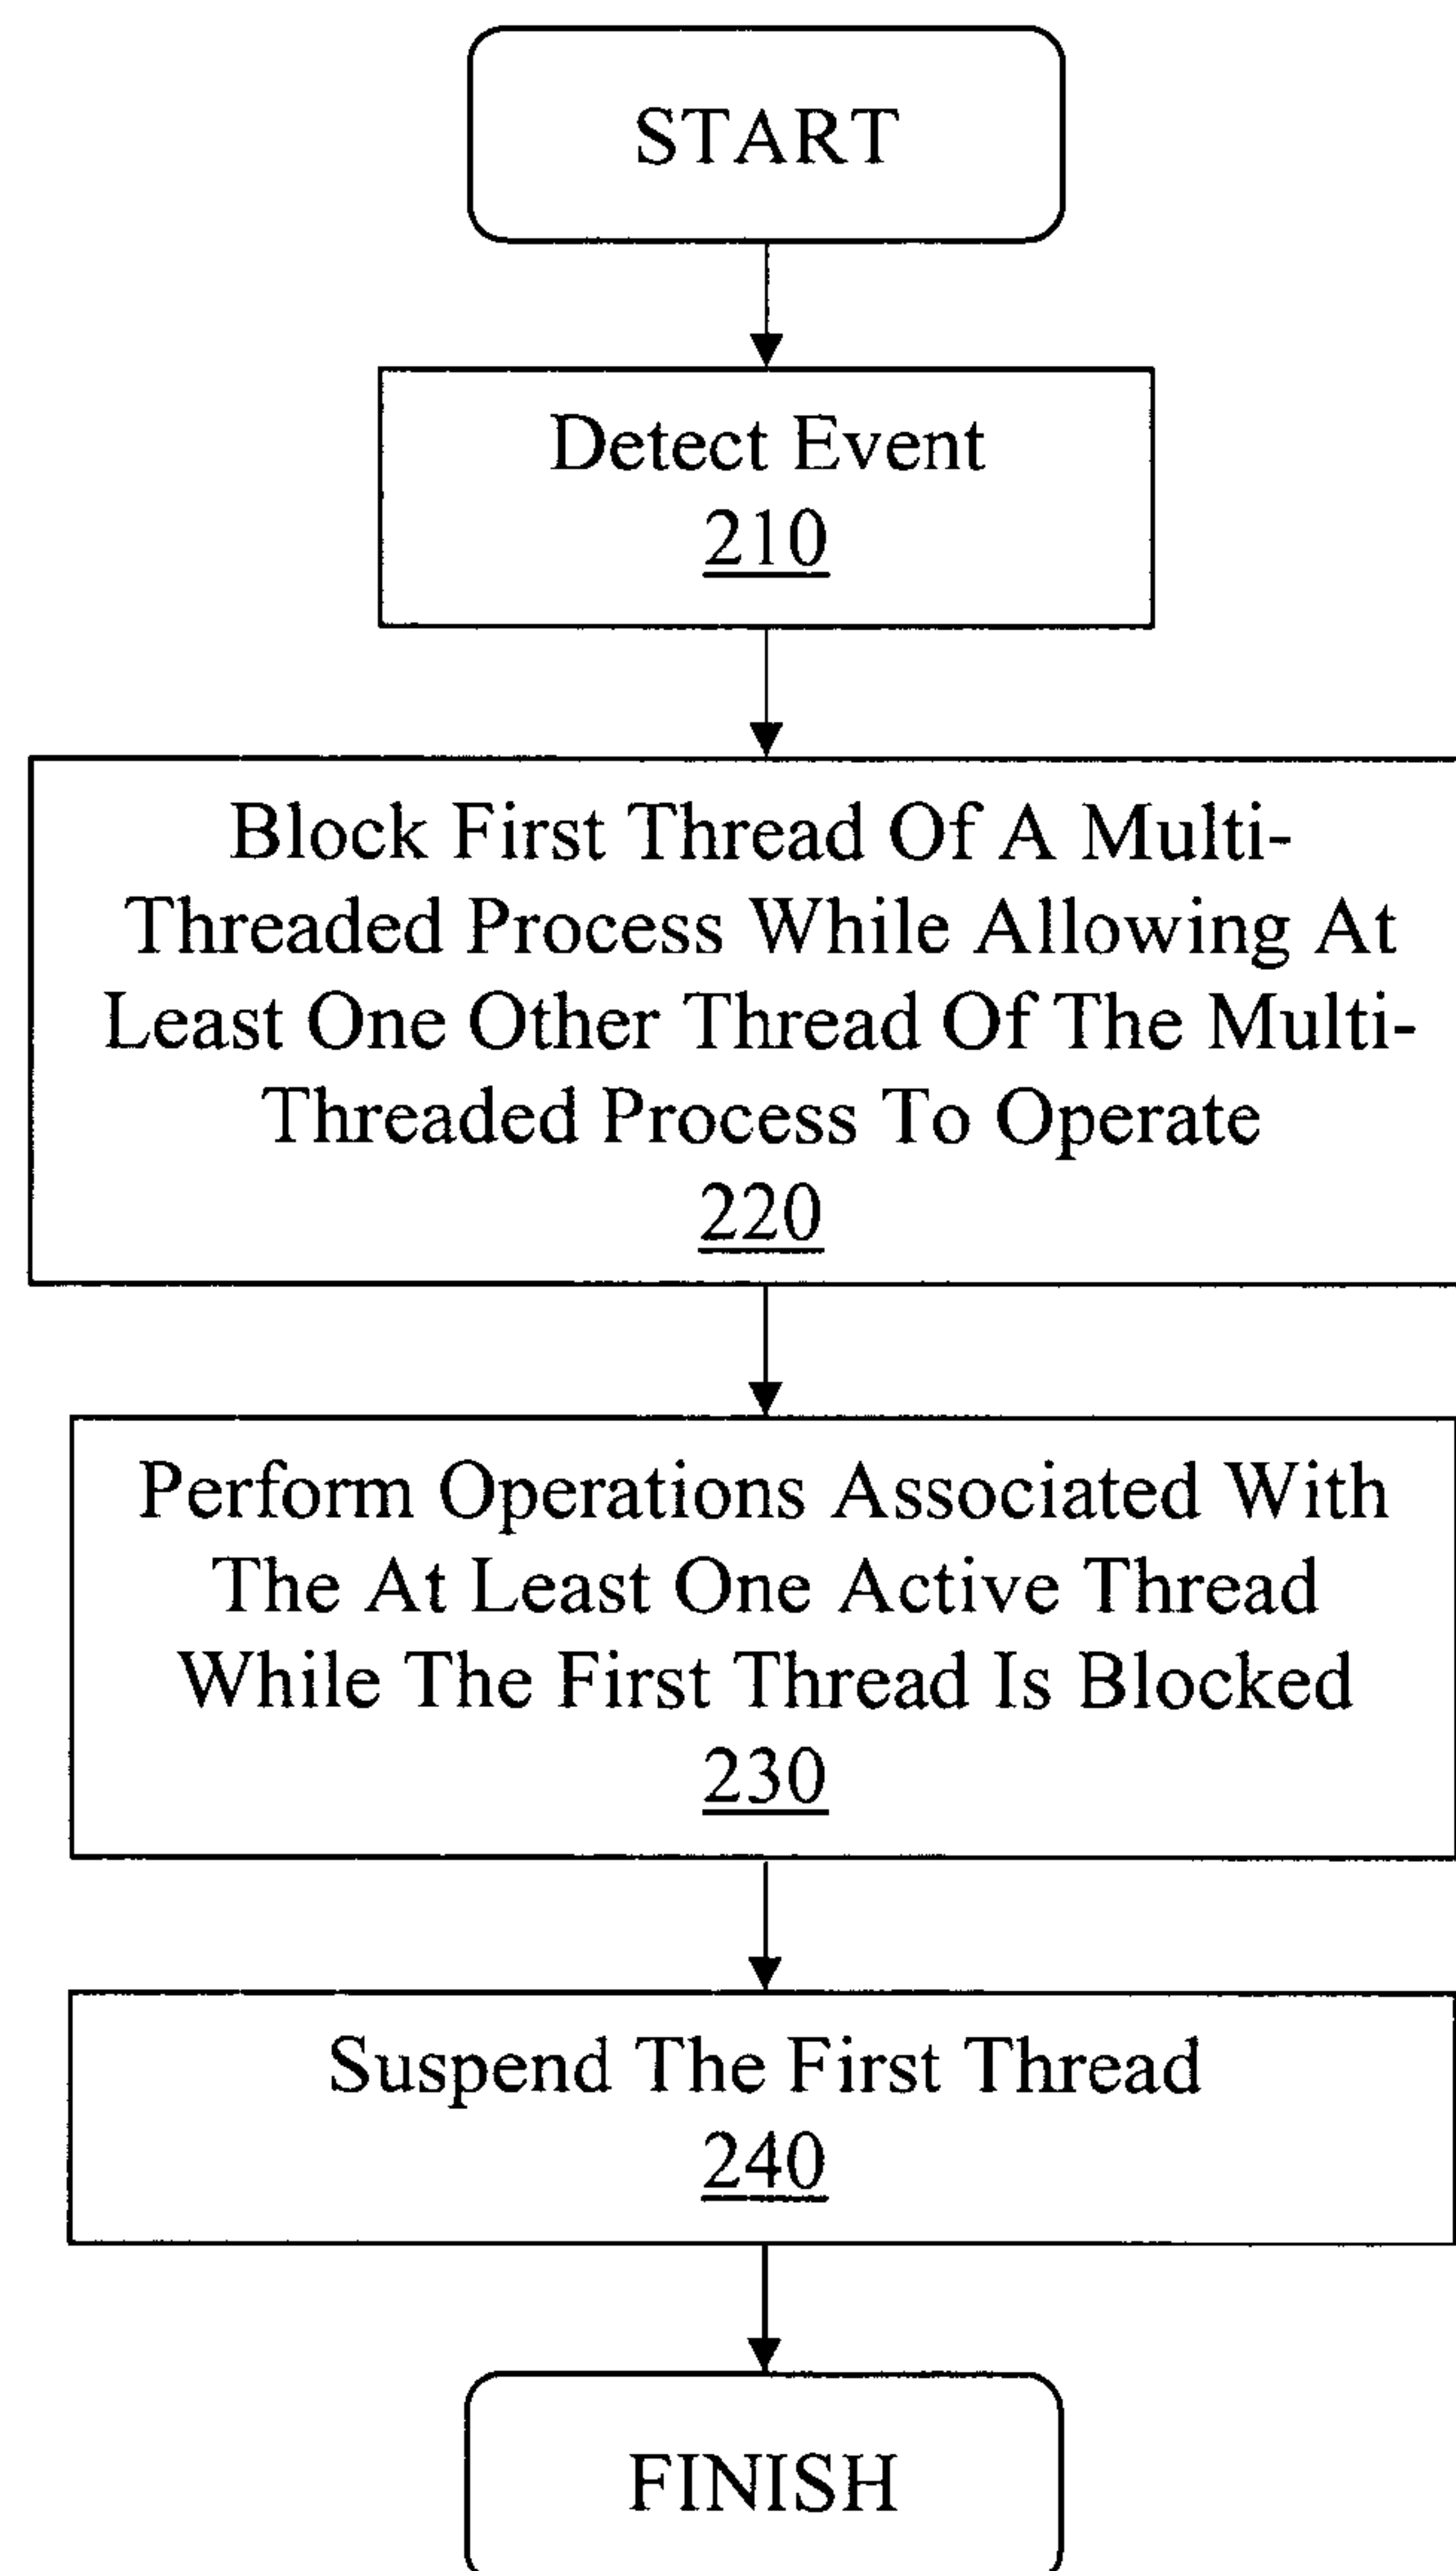 START
Detect Event
210
Block First Thread Of A Multi-
Threaded Process While Allowing At
Least One Other Thread Of The Multi-
Threaded Process To Operate
220
Perform Operations Associated With
The At Least One Active Thread
While The First Thread Is Blocked
230
Suspend The First Thread
240
FINISH